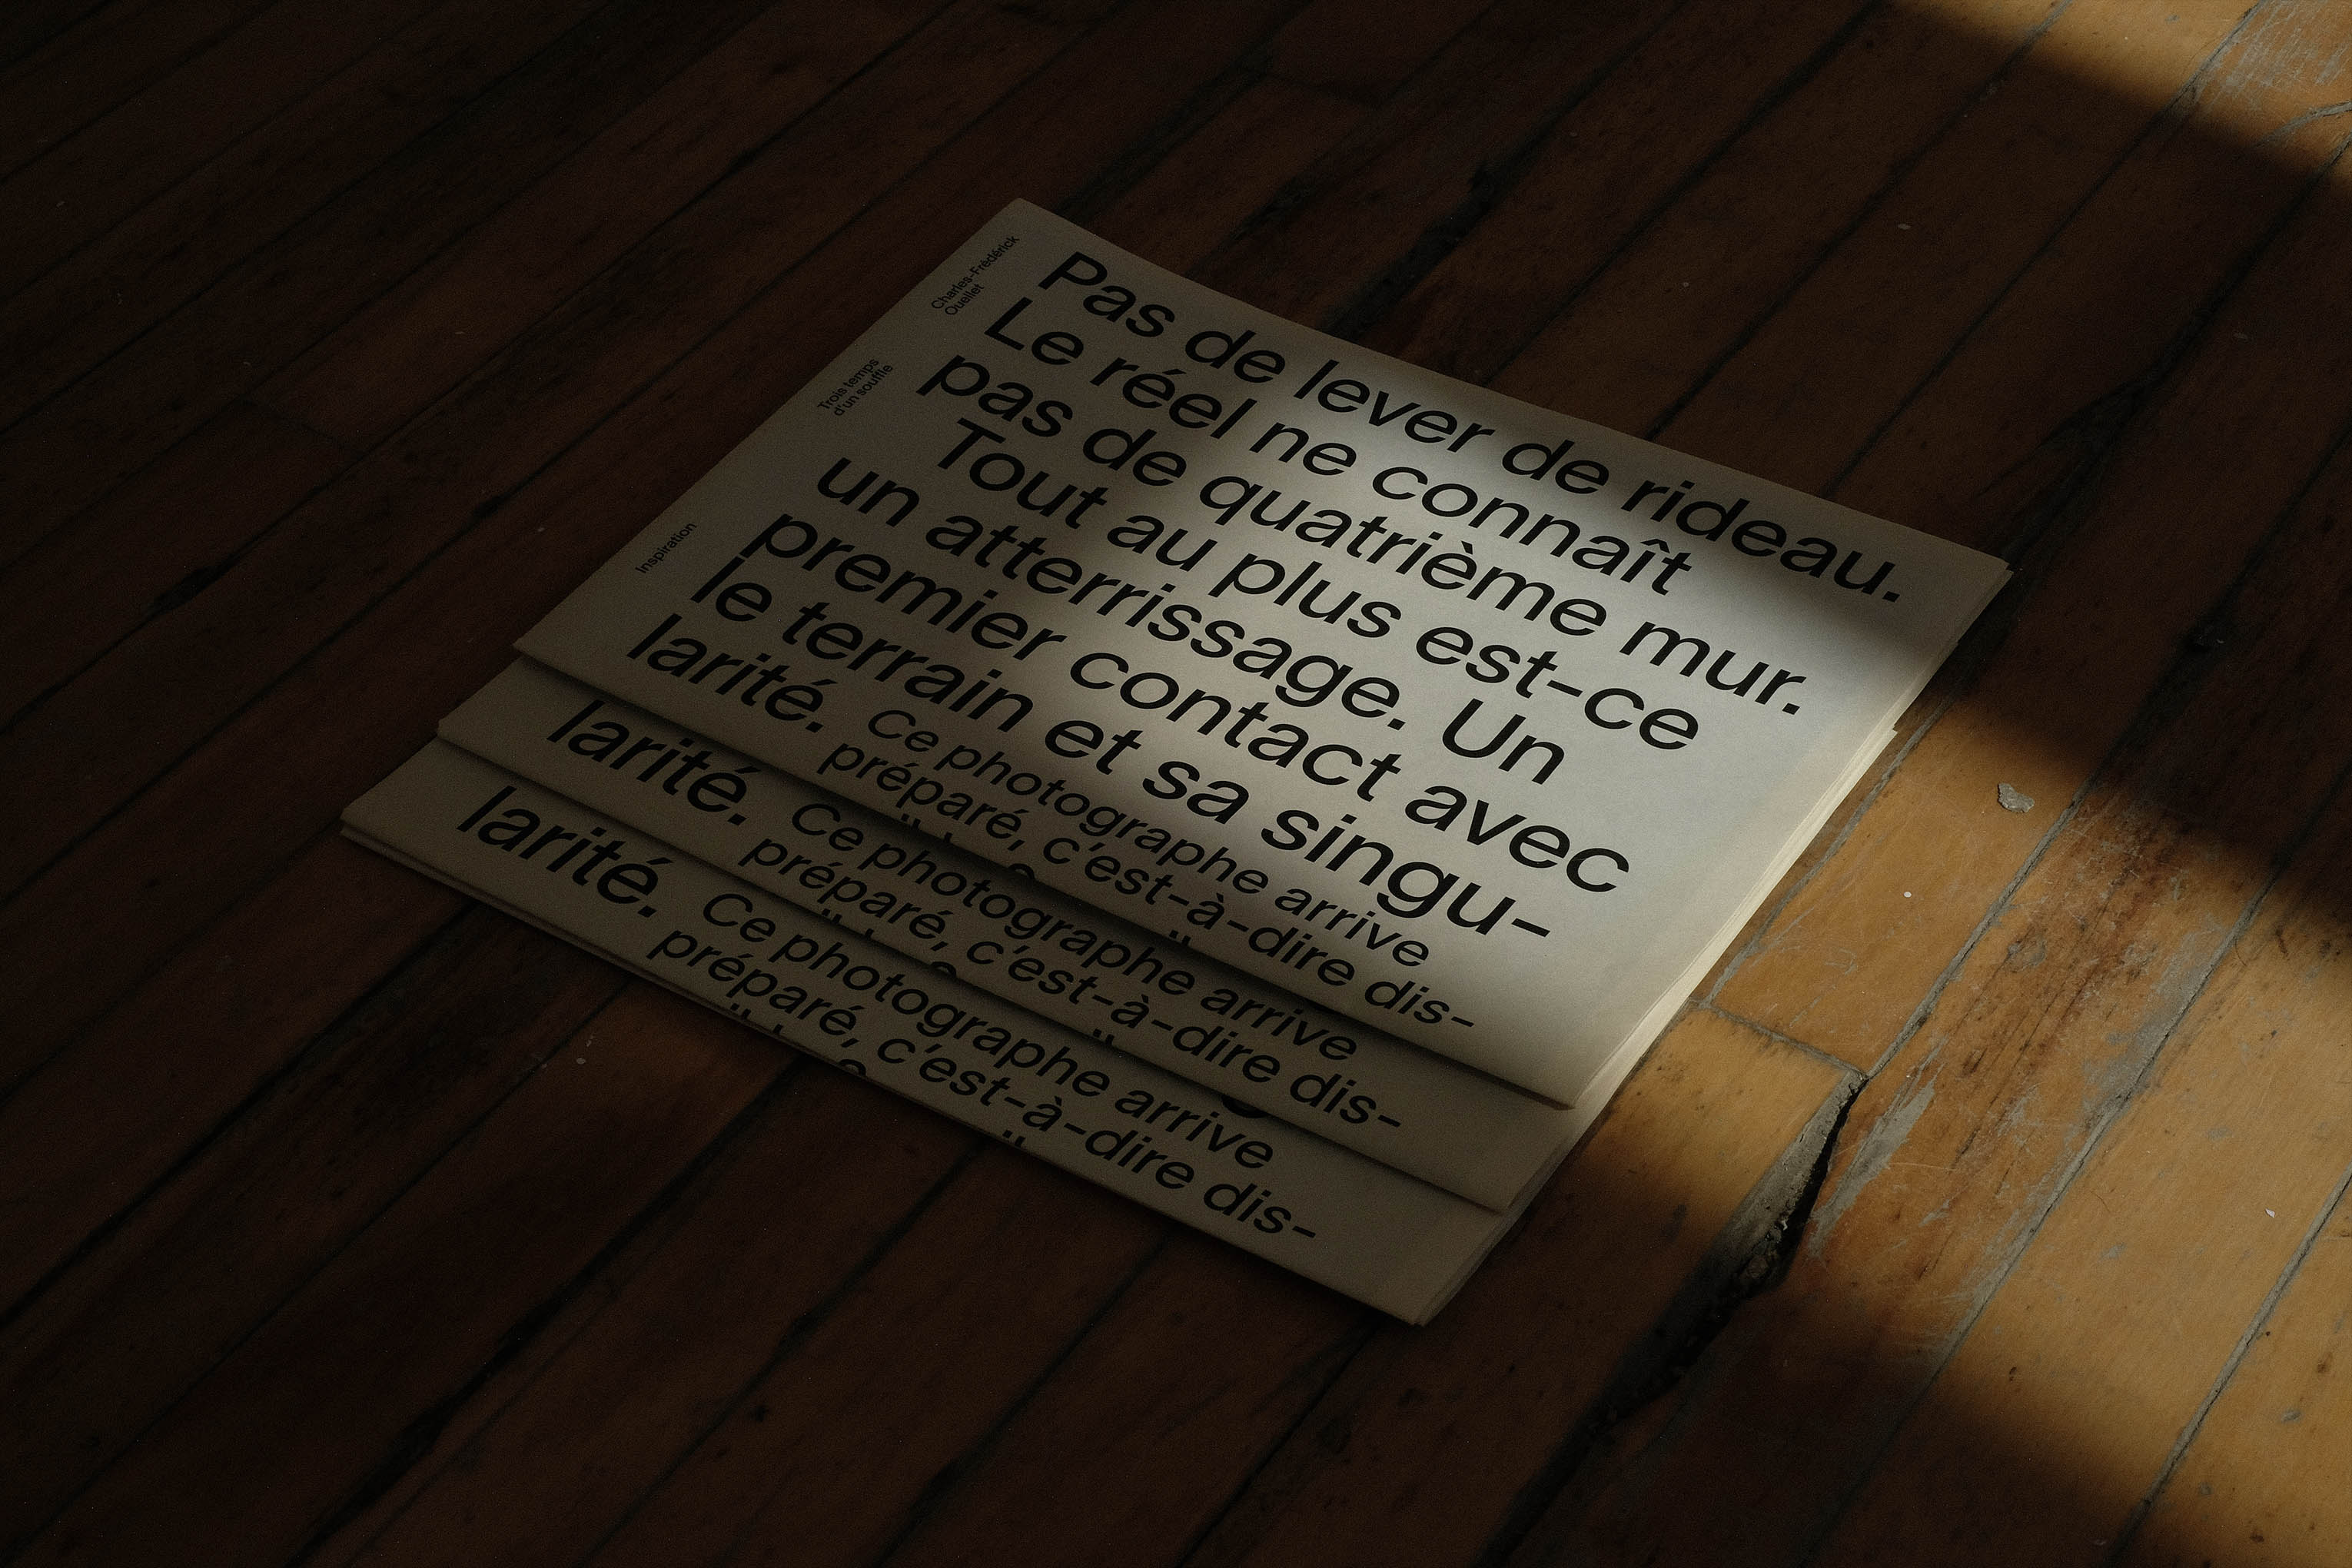 Charles-Frédérick
Ouellet
Trois temps
d'un souffle
Inspiration
Pas de lever de rideau.
Le réel ne connaît
pas de quatrième mur.
Tout au plus est-ce
un atterrissage. Un
premier contact avec
le terrain et sa singu-
larité.
Ce photographe arrive
préparé, c'est-à-dire dis-
larité.
Ce photographe arrive
préparé, c'est-à-dire dis-
larité.
Ce photographe arrive
préparé, c'est-à-dire dis-